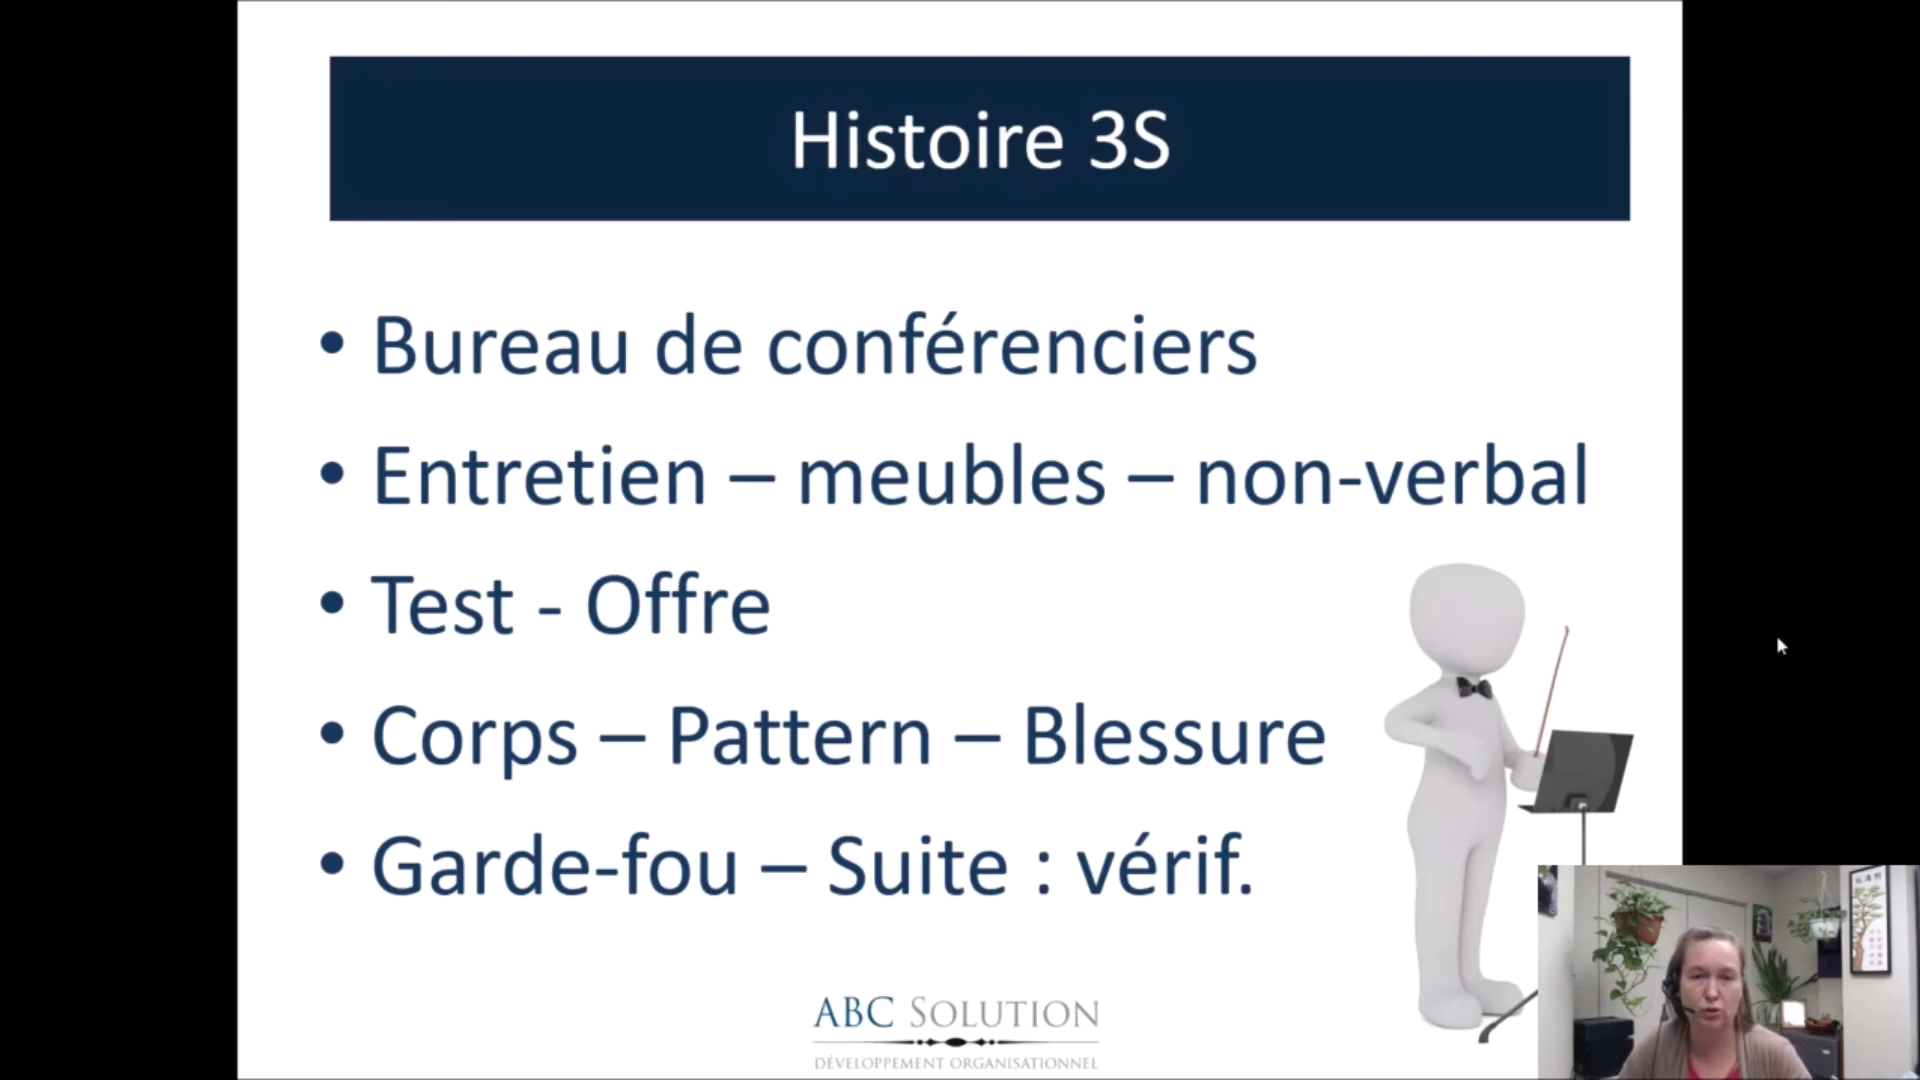 Histoire 3S
• Bureau de conférenciers
• Entretien – meubles – non-verbal
• Test - Offre
• Corps – Pattern – Blessure
• Garde-fou – Suite : vérif.
ABC SOLUTION
DÉVELOPPEMENT ORGANISATIONNEL